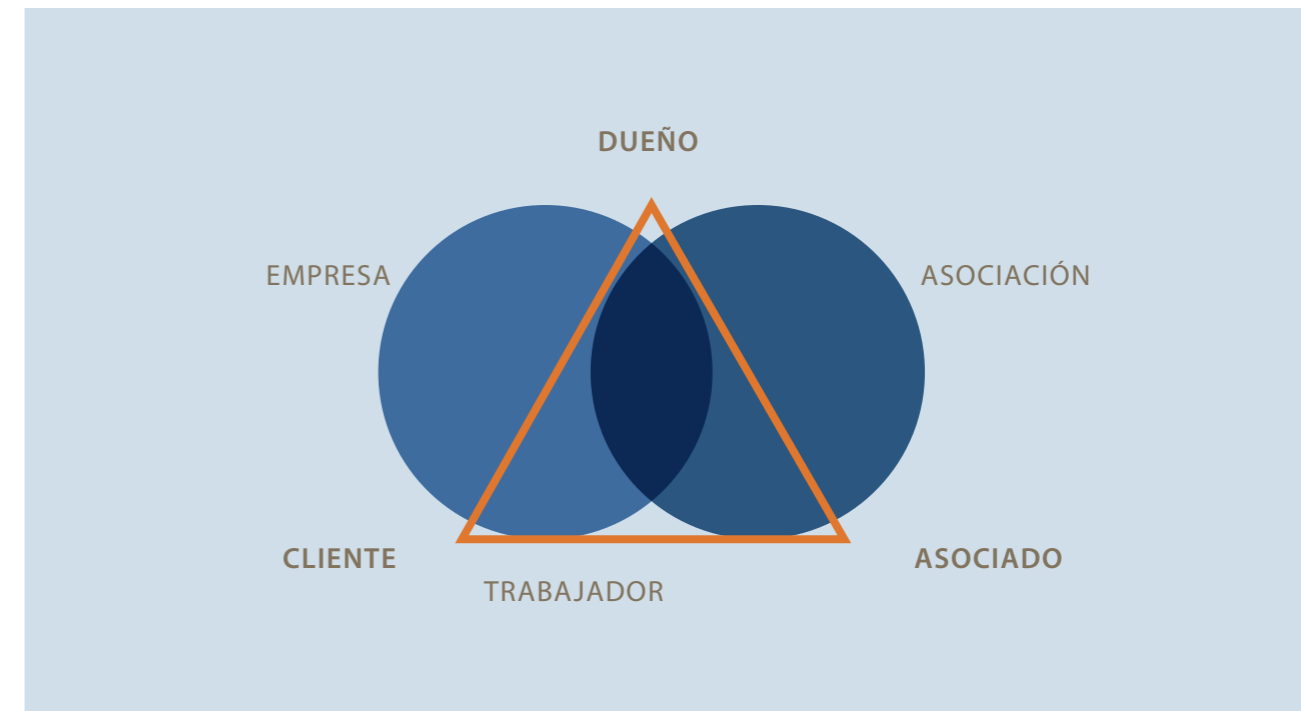 DUEÑO
EMPRESA
ASOCIACIÓN
CLIENTE
ASOCIADO
TRABAJADOR